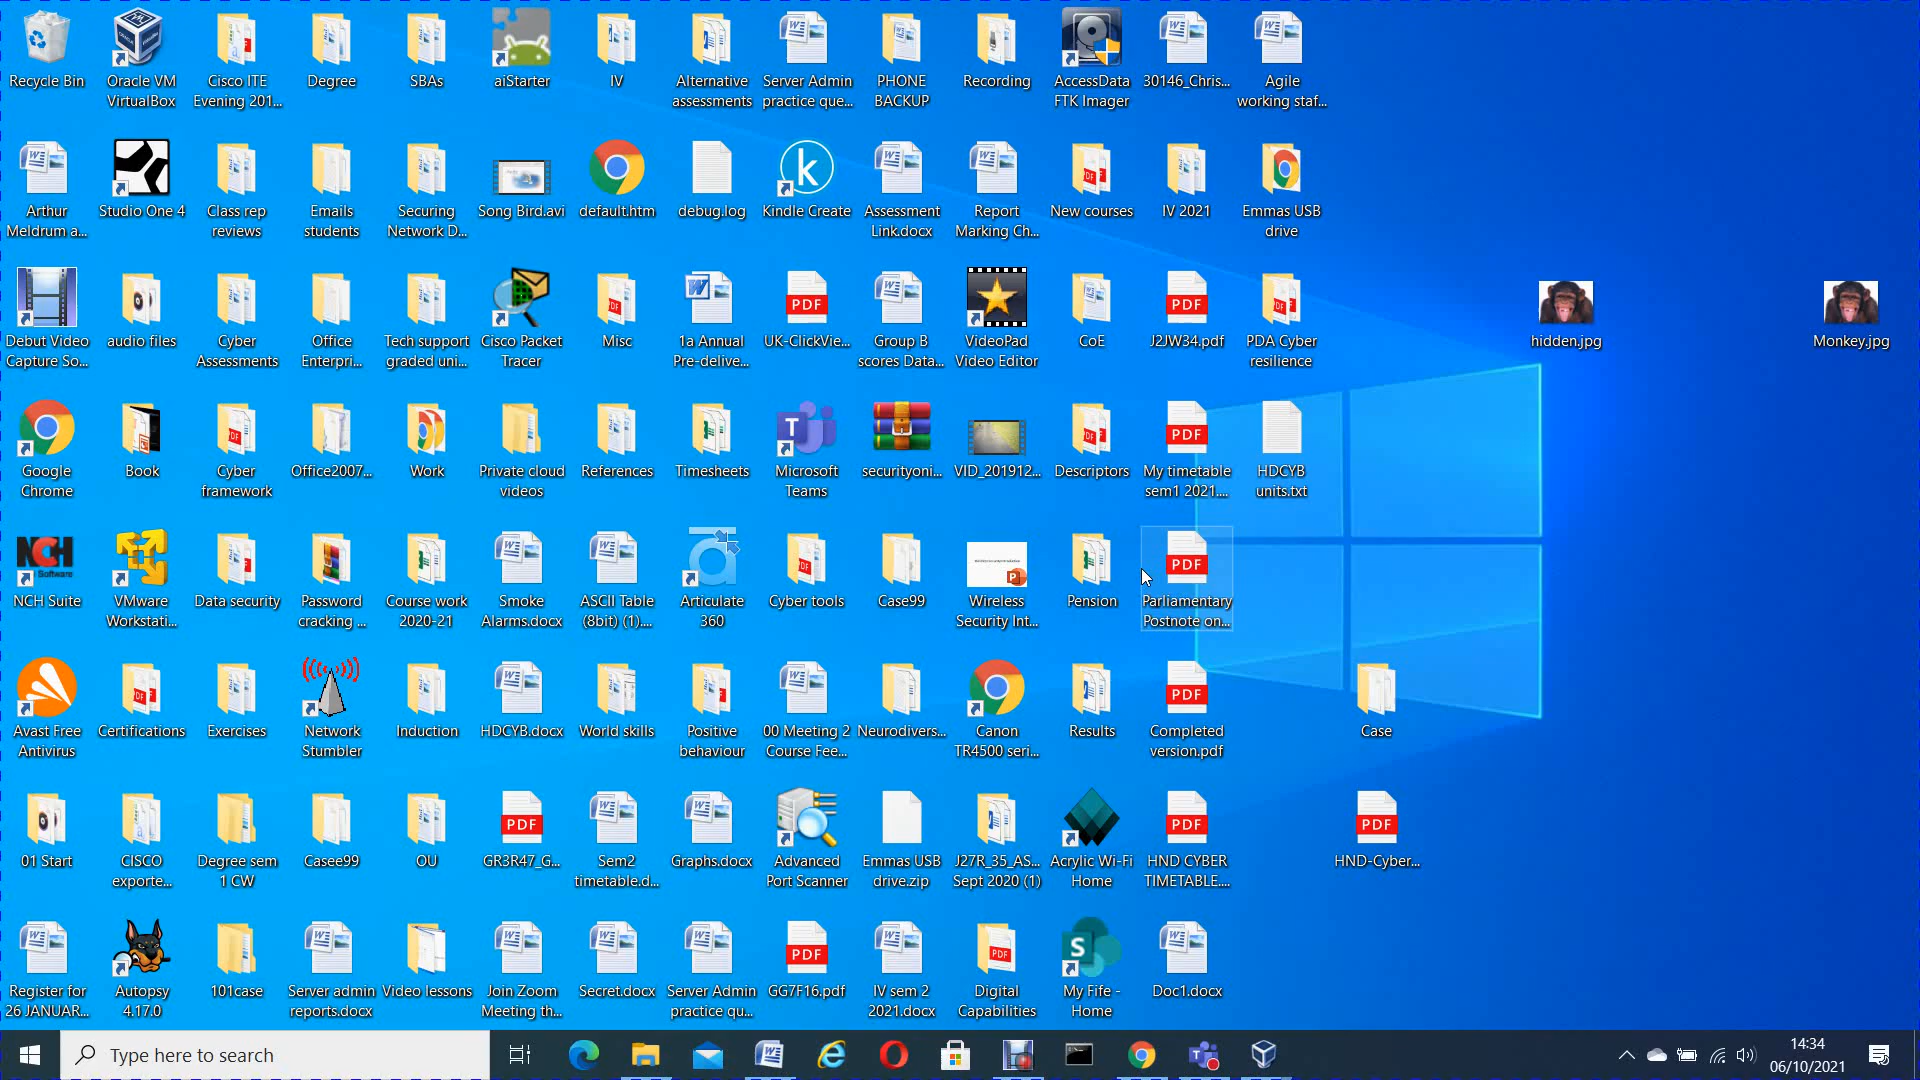 Recycle Bin
Oracle VM
VirtualBox
Cisco ITE
Evening 201...
Degree
SBAs
aiStarter
IV
Alternative
assessments
Server Admin
practice que...
PHONE
BACKUP
Recording
AccessData
FTK Imager
30146_Chris...
Agile
working staf...
Arthur
Meldrum a...
Studio One 4
Class rep
reviews
Emails
students
Securing
Network D...
Song Bird.avi
default.htm
debug.log
k
Kindle Create
Assessment
Link.docx
Report
Marking Ch...
New courses
IV 2021
Emmas USB
drive
Debut Video
Capture So...
audio files
Cyber
Assessments
Office
Enterpri...
Tech support
graded uni...
Cisco Packet
Tracer
Misc
1a Annual
Pre-delive...
PDF
UK-ClickVie...
Group B
scores Data...
VideoPad
Video Editor
CoE
PDF
J2JW34.pdf
PDA Cyber
resilience
hidden.jpg
Monkey.jpg
Google
Chrome
Book
Cyber
framework
Office2007...
Work
Private cloud
videos
References
Timesheets
Microsoft
Teams
securityoni...
VID_201912...
Descriptors
PDF
My timetable
sem1 2021....
HDCYB
units.txt
NCH
Software
NCH Suite
VMware
Workstati...
Data security
Password
cracking ...
Course work
2020-21
Smoke
Alarms.docx
ASCII Table
(8bit) (1)....
Articulate
360
Cyber tools
Case99
Wireless
Security Int...
Pension
PDF
Parliamentary
Postnote on...
Avast Free
Antivirus
Certifications
Exercises
Network
Stumbler
Induction
HDCYB.docx
World skills
Positive
behaviour
00 Meeting 2
Course Fee...
Neurodivers...
Canon
TR4500 seri...
Results
PDF
Completed
version.pdf
Case
01 Start
CISCO
exporte...
Degree sem
1 CW
Casee99
OU
PDF
GR3R47_G...
Sem2
timetable.d...
Graphs.docx
Advanced
Port Scanner
Emmas USB
drive.zip
J27R_35_AS...
Sept 2020 (1)
Acrylic Wi-Fi
Home
PDF
HND CYBER
TIMETABLE....
PDF
HND-Cyber...
Register for
26 JANUAR...
Autopsy
4.17.0
101case
Server admin
reports.docx
Video lessons
Join Zoom
Meeting th...
Secret.docx
Server Admin
practice qu...
PDF
GG7F16.pdf
IV sem 2
2021.docx
Digital
Capabilities
My Fife -
Home
Doc1.docx
Type here to search
14:34
06/10/2021